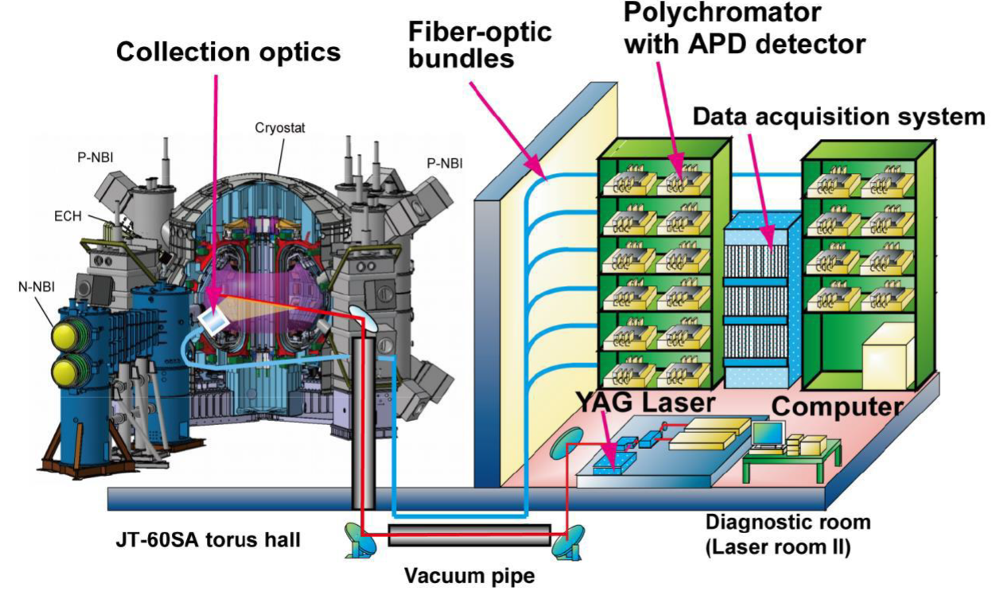 Polychromator
with APD detector
Fiber-optic
bundles
Collection optics
Data acquisition system
Cryostat
P-NBI
P-NBI
ECH
N-NBI
YAG Laser
Computer
JT-60SA torus hall
Diagnostic room
(Laser room II)
Vacuum pipe